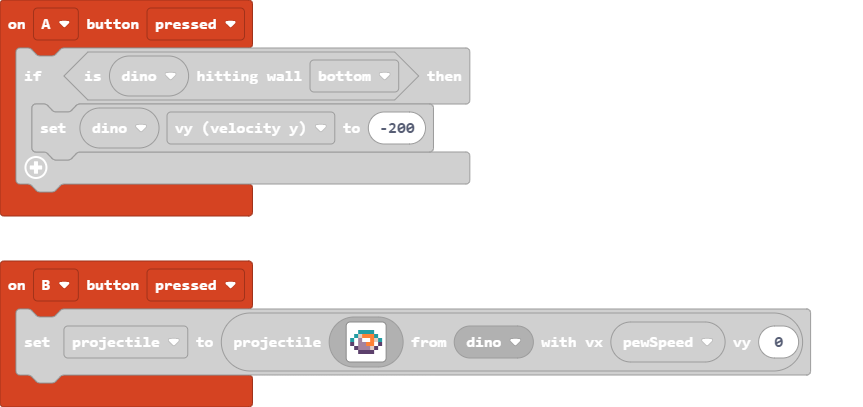 on A button pressed
if is dino hitting wall bottom then
set dino vy (velocity y) to -200
on B button pressed
set projectile to projectile from dino with vx pewSpeed vy 0